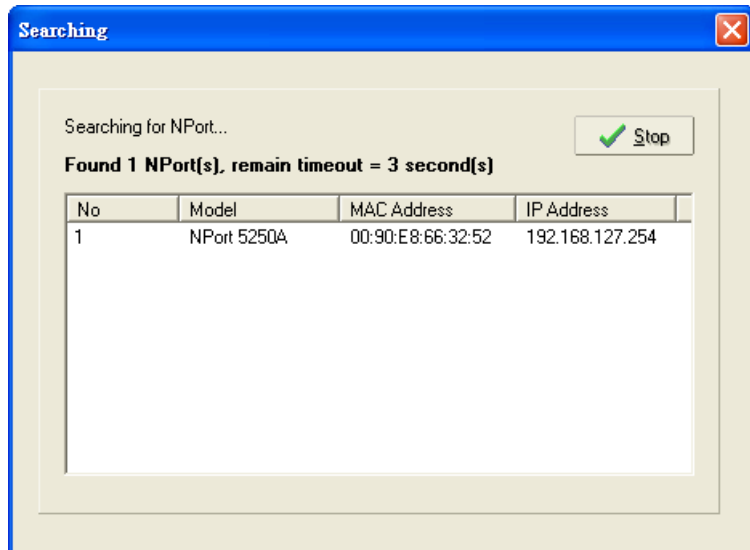 Searching
Searching for NPort...
Stop
Found 1 NPort(s), remain timeout = 3 second(s)
No Model MAC Address IP Address
1 NPort 5250A 00:90:E8:66:32:52 192.168.127.254